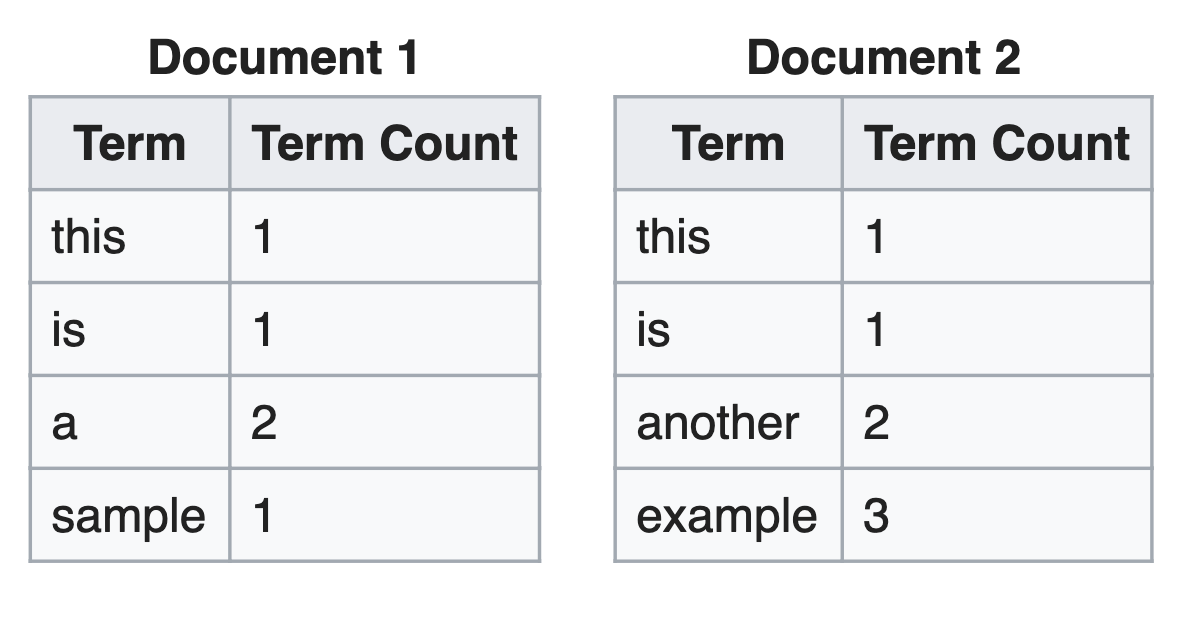 Document 1
Term Term Count
this 1
is 1
a 2
sample 1
Document 2
Term Term Count
this 1
is 1
another 2
example 3